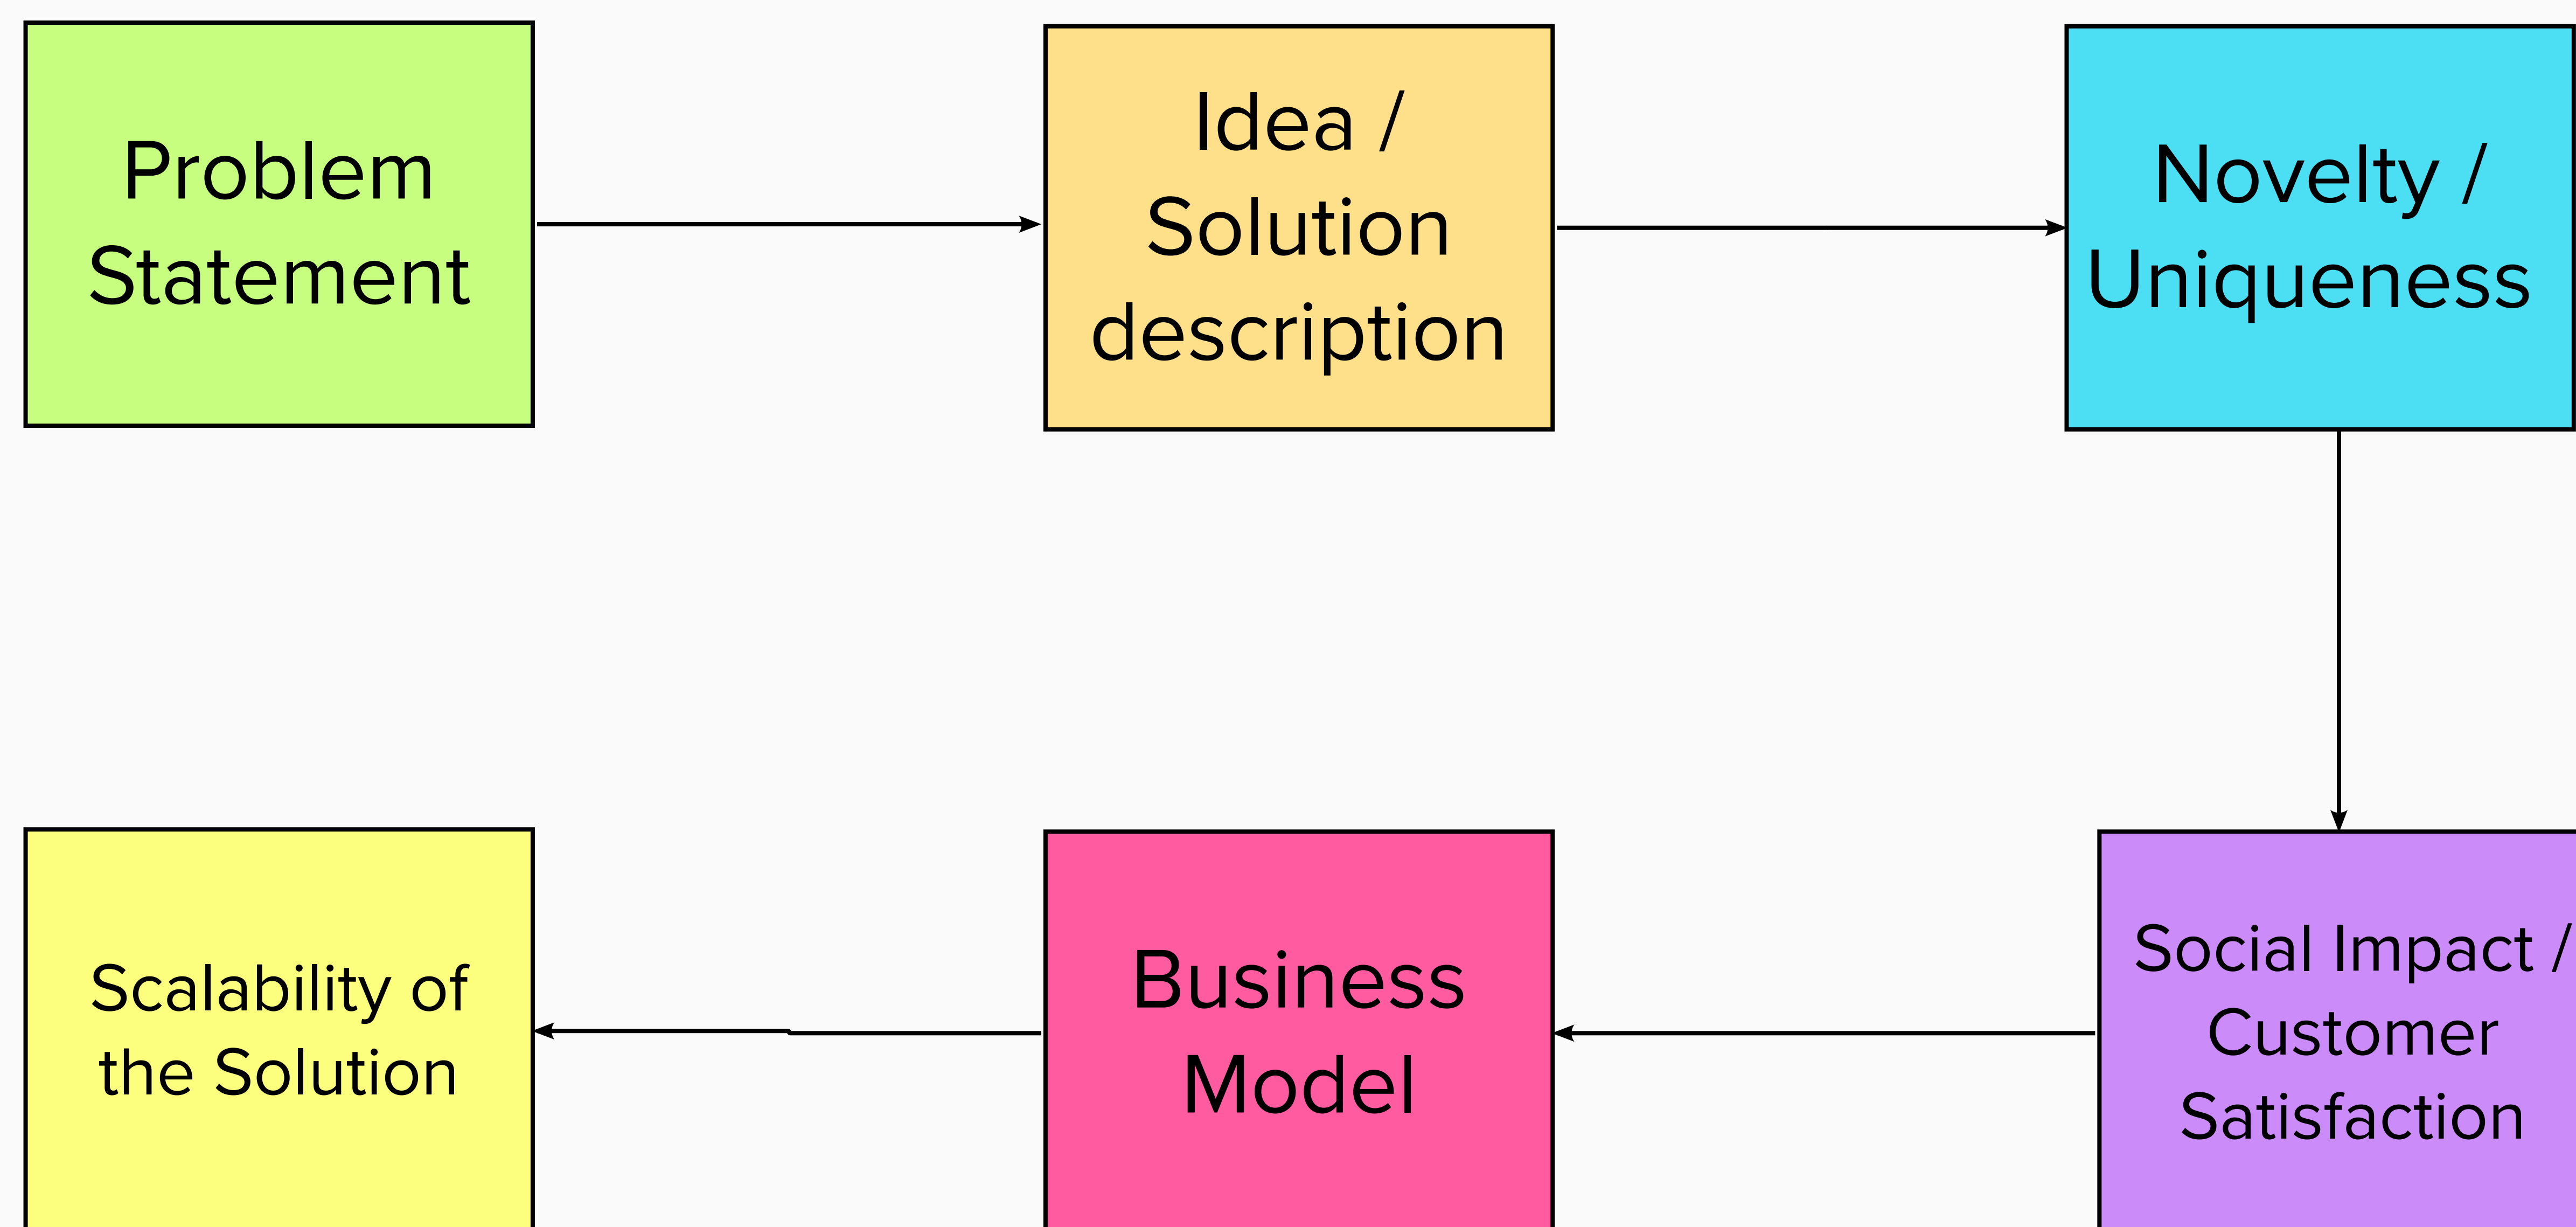 Problem
Statement
Idea /
Solution
description
Novelty /
Uniqueness
Social Impact /
Customer
Satisfaction
Business
Model
Scalability of
the Solution